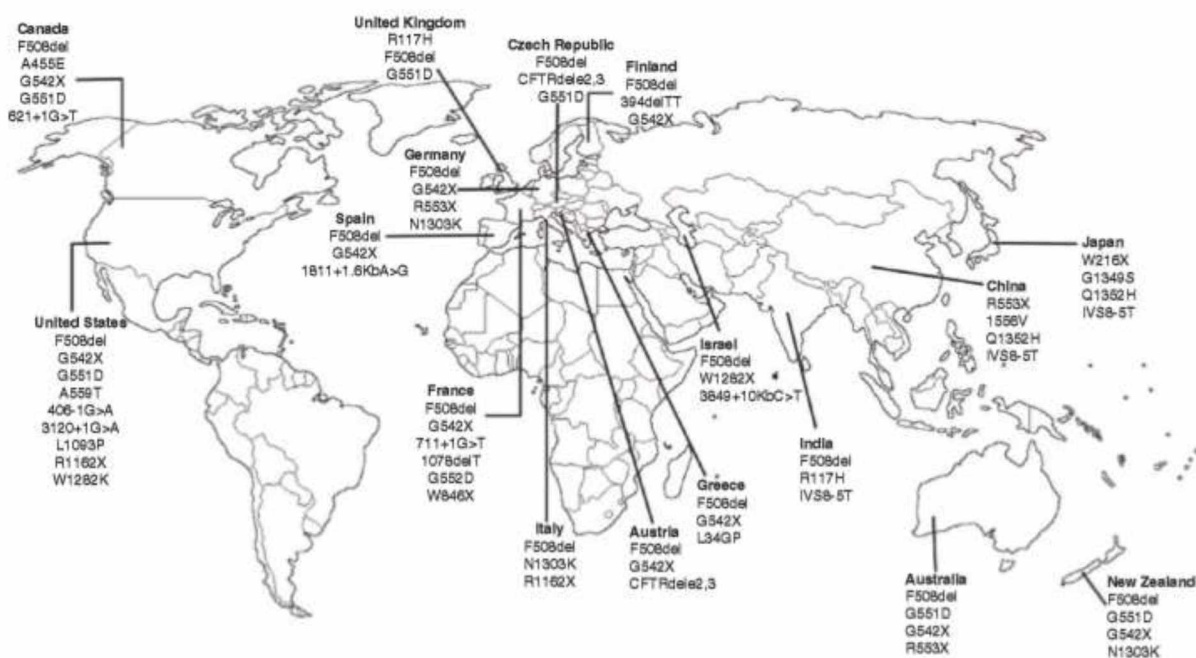 Canada
F508del
A455E
G542X
G551D
621+1G>T
United Kingdom
R117H
F508del
G551D
Czech Republic
F508del
CFTRdele2,3
G551D
Finland
F508del
394delTT
G542X
Germany
F508del
G542X
R553X
N1303K
Spain
F508del
G542X
1811+1.6KbA>G
United States
F508del
G542X
G551D
A559T
406-1G>A
3120+1G>A
L1093P
R1162X
W1282K
France
F508del
G542X
711+1G>T
1078delT
G552D
W846X
Italy
F508del
N1303K
R1162X
Austria
F508del
G542X
CFTRdele2,3
Greece
F508del
G542X
L34GP
Israel
F508del
W1282X
3849+10KbC>T
India
F508del
R117H
IVS8-5T
China
R553X
1556V
Q1352H
IVS8-5T
Japan
W216X
G1349S
Q1352H
IVS8-5T
Australia
F508del
G551D
G542X
R553X
New Zealand
F508del
G551D
G542X
N1303K